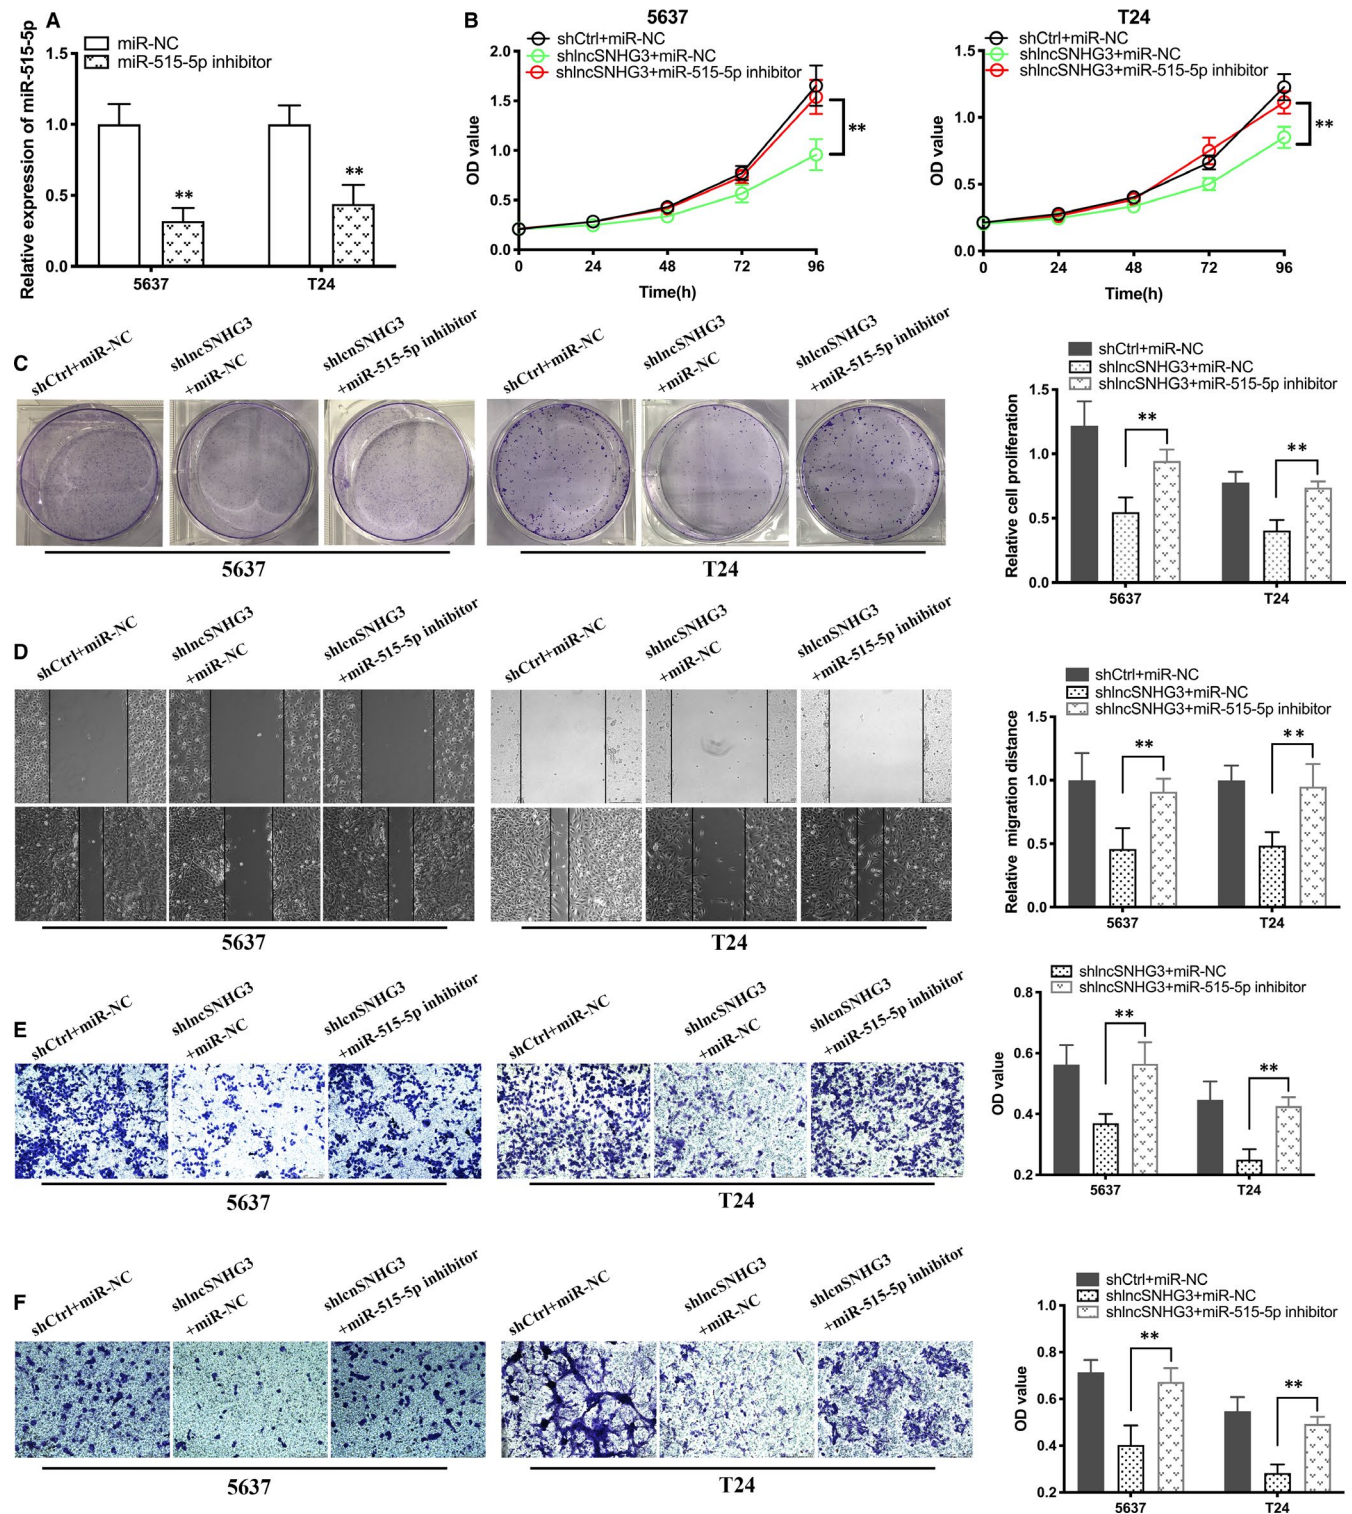 A
miR-NC
miR-515-5p inhibitor
Relative expression of miR-515-5p
1.5
1.0
0.5
0.0
**
**
5637
T24
B
5637
shCtrl+miR-NC
shlncSNHG3+miR-NC
shlncSNHG3+miR-515-5p inhibitor
OD value
2.0
1.5
1.0
0.5
0.0
**
0 24 48 72 96
Time(h)
T24
shCtrl+miR-NC
shlncSNHG3+miR-NC
shlncSNHG3+miR-515-5p inhibitor
OD value
1.5
1.0
0.5
0.0
**
0 24 48 72 96
Time(h)
C
shCtrl+miR-NC
shlncSNHG3
+miR-NC
shlcnSNHG3
+miR-515-5p inhibitor
shCtrl+miR-NC
shlncSNHG3
+miR-NC
shlcnSNHG3
+miR-515-5p inhibitor
5637
T24
shCtrl+miR-NC
shlncSNHG3+miR-NC
shlncSNHG3+miR-515-5p inhibitor
Relative cell proliferation
1.5
1.0
0.5
0.0
**
**
5637
T24
D
shCtrl+miR-NC
shlncSNHG3
+miR-NC
shlcnSNHG3
+miR-515-5p inhibitor
shCtrl+miR-NC
shlncSNHG3
+miR-NC
shlcnSNHG3
+miR-515-5p inhibitor
5637
T24
shCtrl+miR-NC
shlncSNHG3+miR-NC
shlncSNHG3+miR-515-5p inhibitor
Relative migration distance
1.5
1.0
0.5
0.0
**
**
5637
T24
E
shCtrl+miR-NC
shlncSNHG3
+miR-NC
shlcnSNHG3
+miR-515-5p inhibitor
shCtrl+miR-NC
shlncSNHG3
+miR-NC
shlcnSNHG3
+miR-515-5p inhibitor
5637
T24
shlncSNHG3+miR-NC
shlncSNHG3+miR-515-5p inhibitor
OD value
0.8
0.6
0.4
0.2
**
**
5637
T24
F
shCtrl+miR-NC
shlncSNHG3
+miR-NC
shlcnSNHG3
+miR-515-5p inhibitor
shCtrl+miR-NC
shlncSNHG3
+miR-NC
shlcnSNHG3
+miR-515-5p inhibitor
5637
T24
shCtrl+miR-NC
shlncSNHG3+miR-NC
shlncSNHG3+miR-515-5p inhibitor
OD value
1.0
0.8
0.6
0.4
0.2
**
**
5637
T24